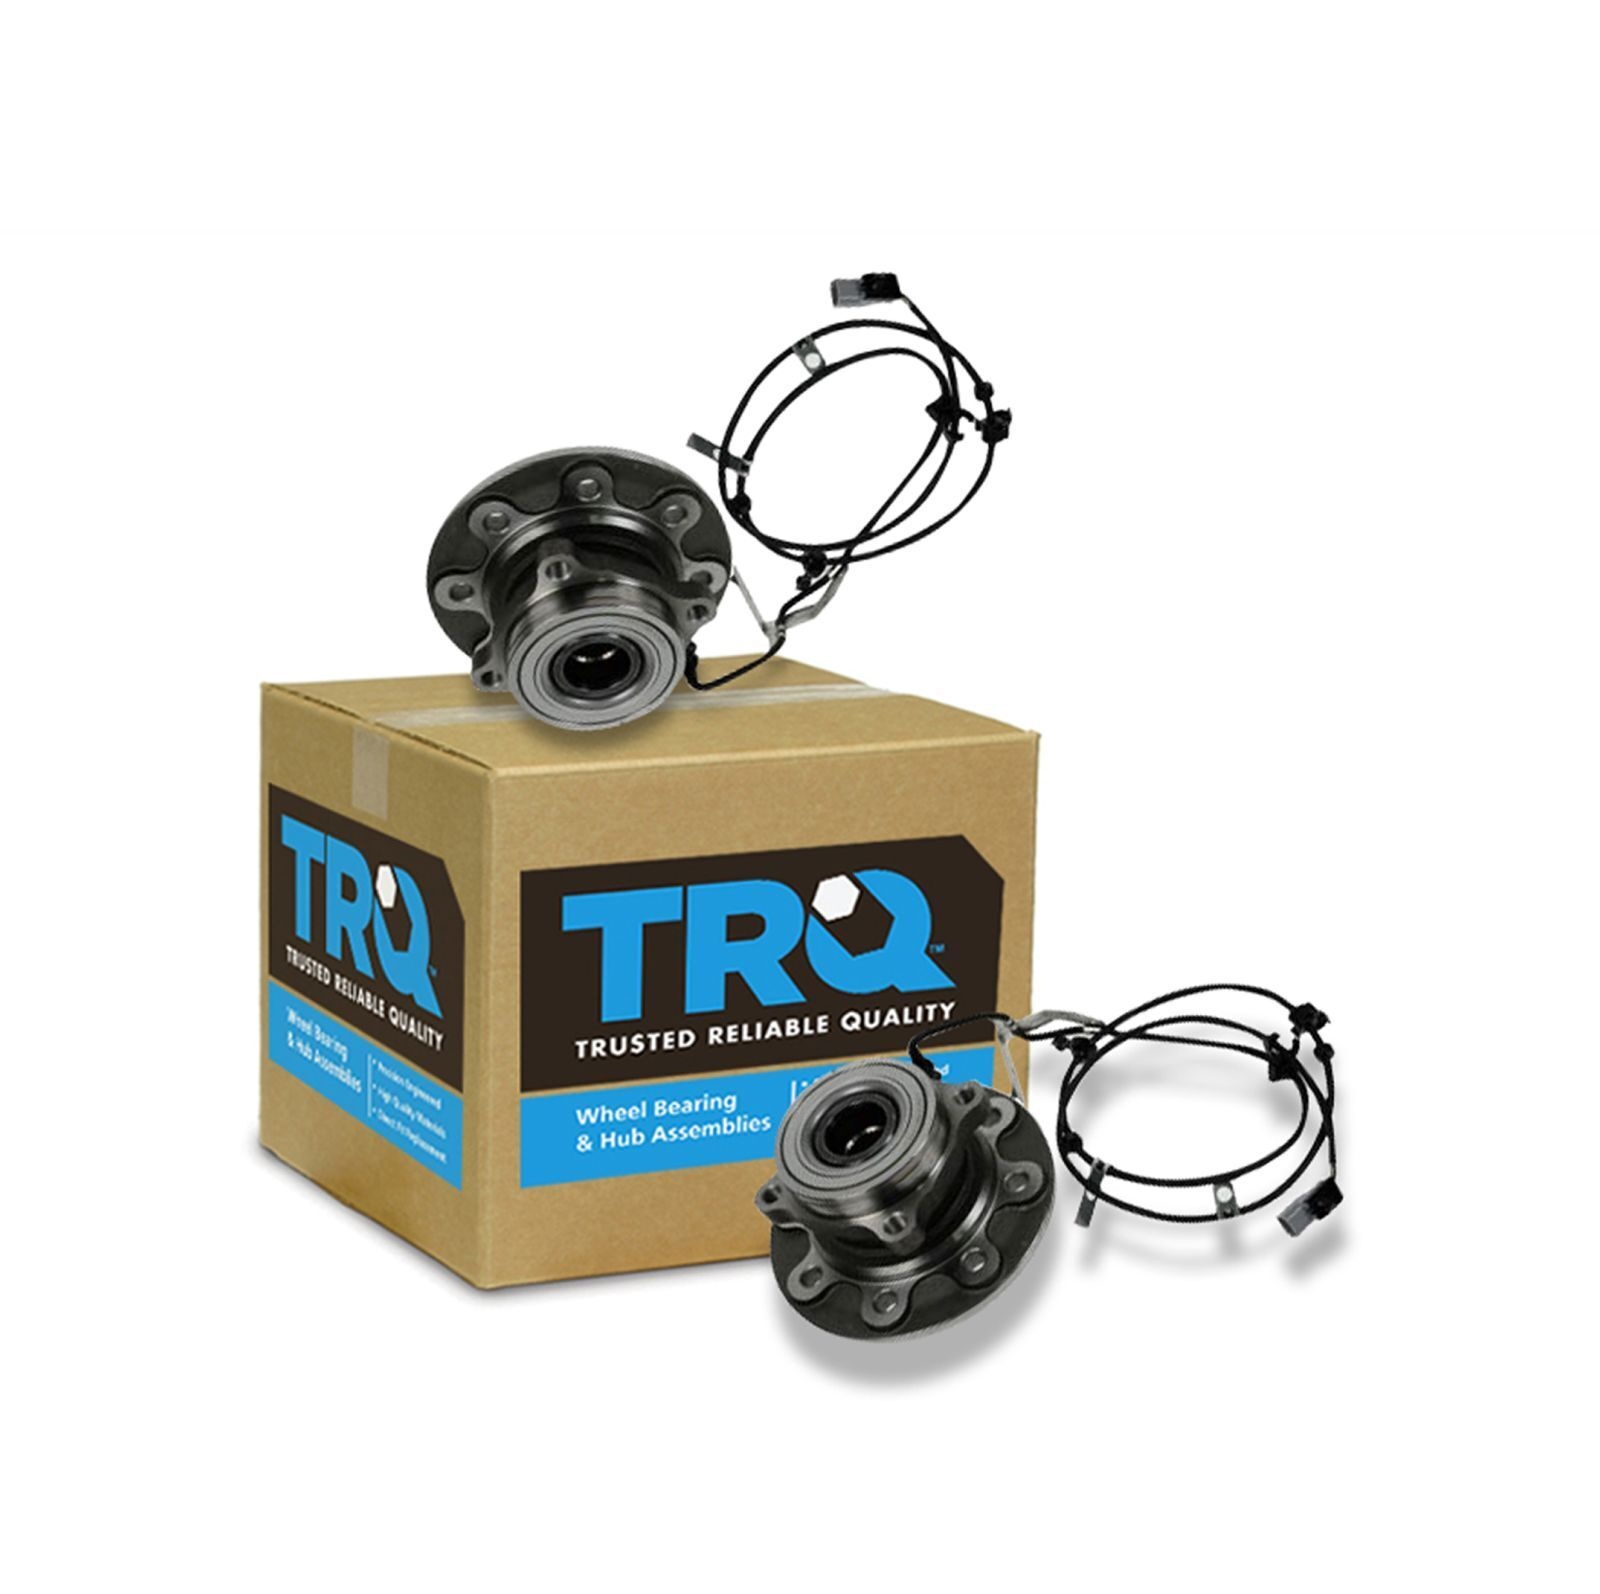 TRQ™
TRUSTED RELIABLE QUALITY
Wheel Bearing
& Hub Assemblies
• Precision Engineered
• High Quality Materials
• Direct Fit Replacement
TRQ™
TRUSTED RELIABLE QUALITY
Wheel Bearing
& Hub Assemblies